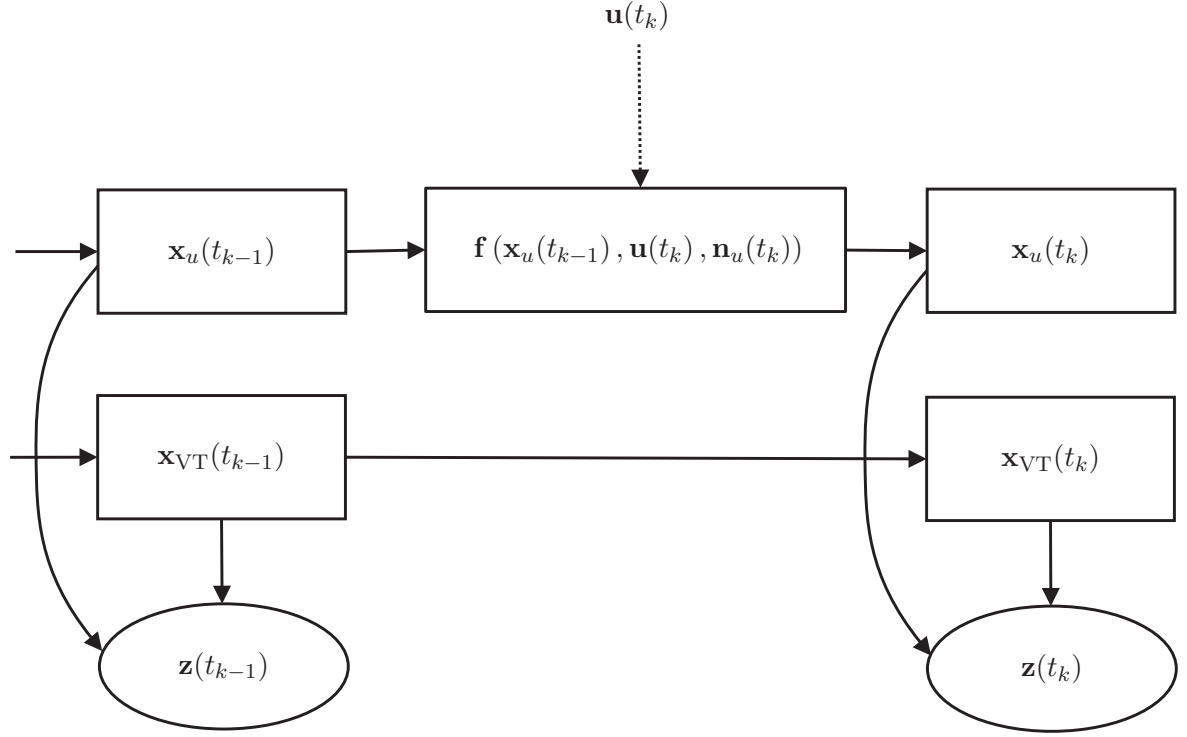 u(t_k)
x_u(t_{k−1})
f (x_u(t_{k−1}) , u(t_k) , n_u(t_k))
x_u(t_k)
x_VT(t_{k−1})
x_VT(t_k)
z(t_{k−1})
z(t_k)